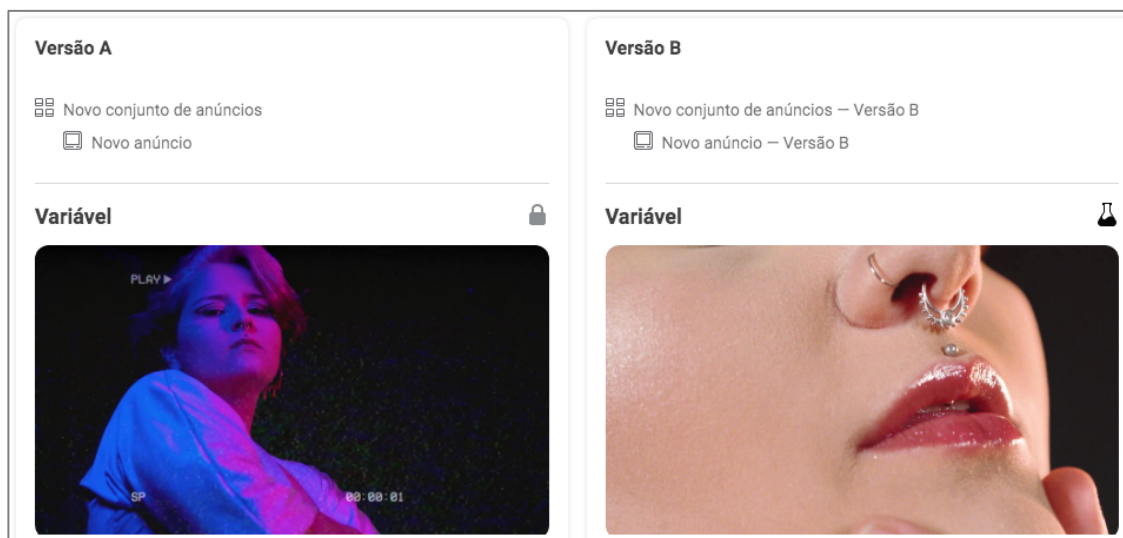 Versão A
Novo conjunto de anúncios
Novo anúncio
Variável
PLAY
SP
00:00:01
Versão B
Novo conjunto de anúncios — Versão B
Novo anúncio — Versão B
Variável